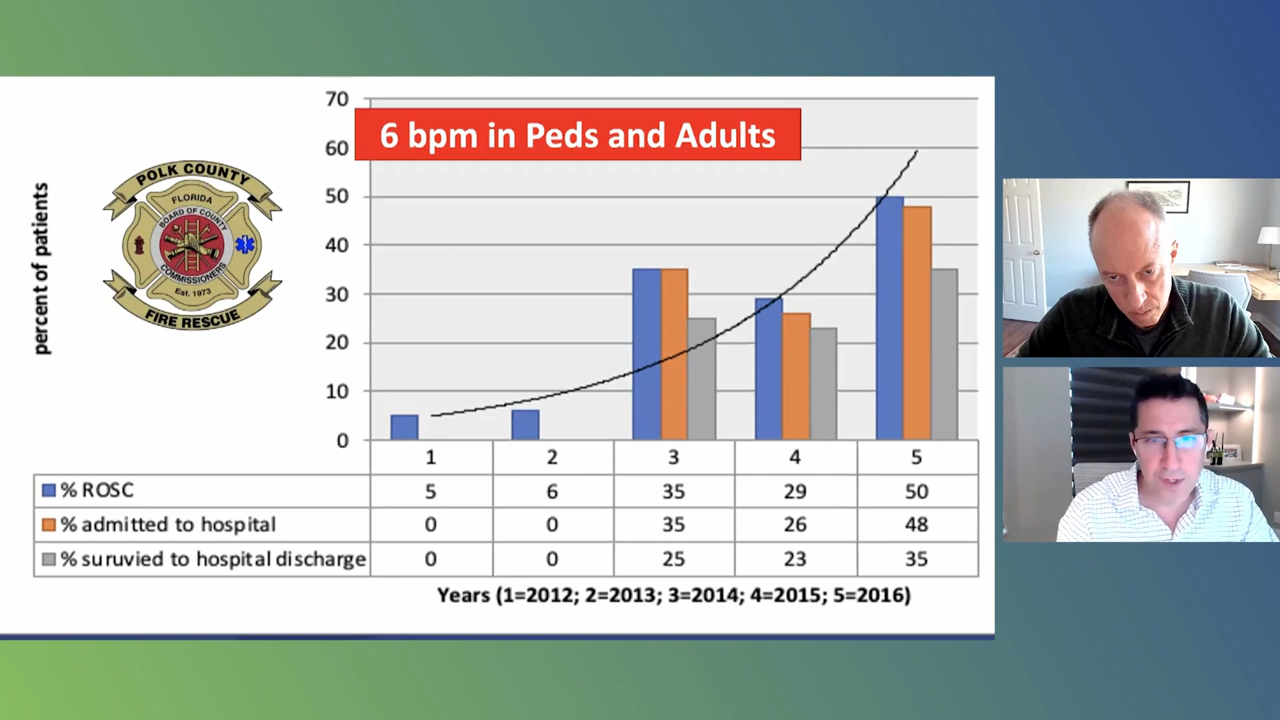 70
6 bpm in Peds and Adults
60
50
40
30
20
10
0
percent of patients
POLK COUNTY
FLORIDA
BOARD OF COUNTY
COMMISSIONERS
Est. 1973
FIRE RESCUE
1 2 3 4 5
% ROSC 5 6 35 29 50
% admitted to hospital 0 0 35 26 48
% suruvied to hospital discharge 0 0 25 23 35
Years (1=2012; 2=2013; 3=2014; 4=2015; 5=2016)